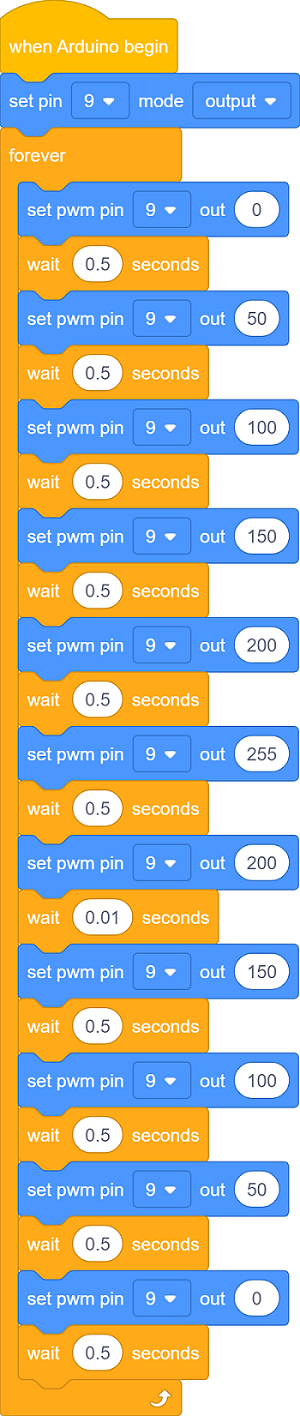 when Arduino begin
set pin 9 mode output
forever
set pwm pin 9 out 0
wait 0.5 seconds
set pwm pin 9 out 50
wait 0.5 seconds
set pwm pin 9 out 100
wait 0.5 seconds
set pwm pin 9 out 150
wait 0.5 seconds
set pwm pin 9 out 200
wait 0.5 seconds
set pwm pin 9 out 255
wait 0.5 seconds
set pwm pin 9 out 200
wait 0.01 seconds
set pwm pin 9 out 150
wait 0.5 seconds
set pwm pin 9 out 100
wait 0.5 seconds
set pwm pin 9 out 50
wait 0.5 seconds
set pwm pin 9 out 0
wait 0.5 seconds